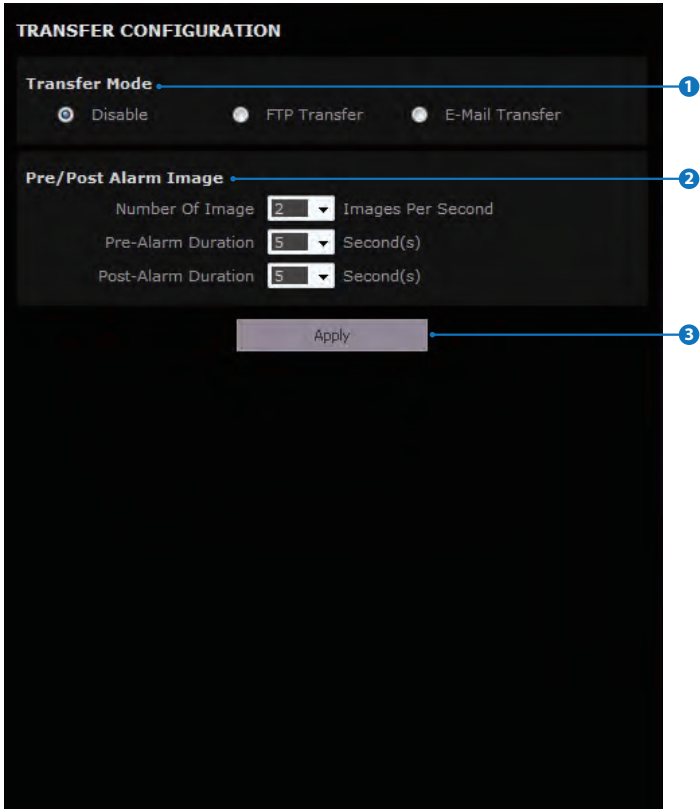 TRANSFER CONFIGURATION
Transfer Mode 1
Disable FTP Transfer E-Mail Transfer
Pre/Post Alarm Image 2
Number Of Image 2 Images Per Second
Pre-Alarm Duration 5 Second(s)
Post-Alarm Duration 5 Second(s)
Apply 3